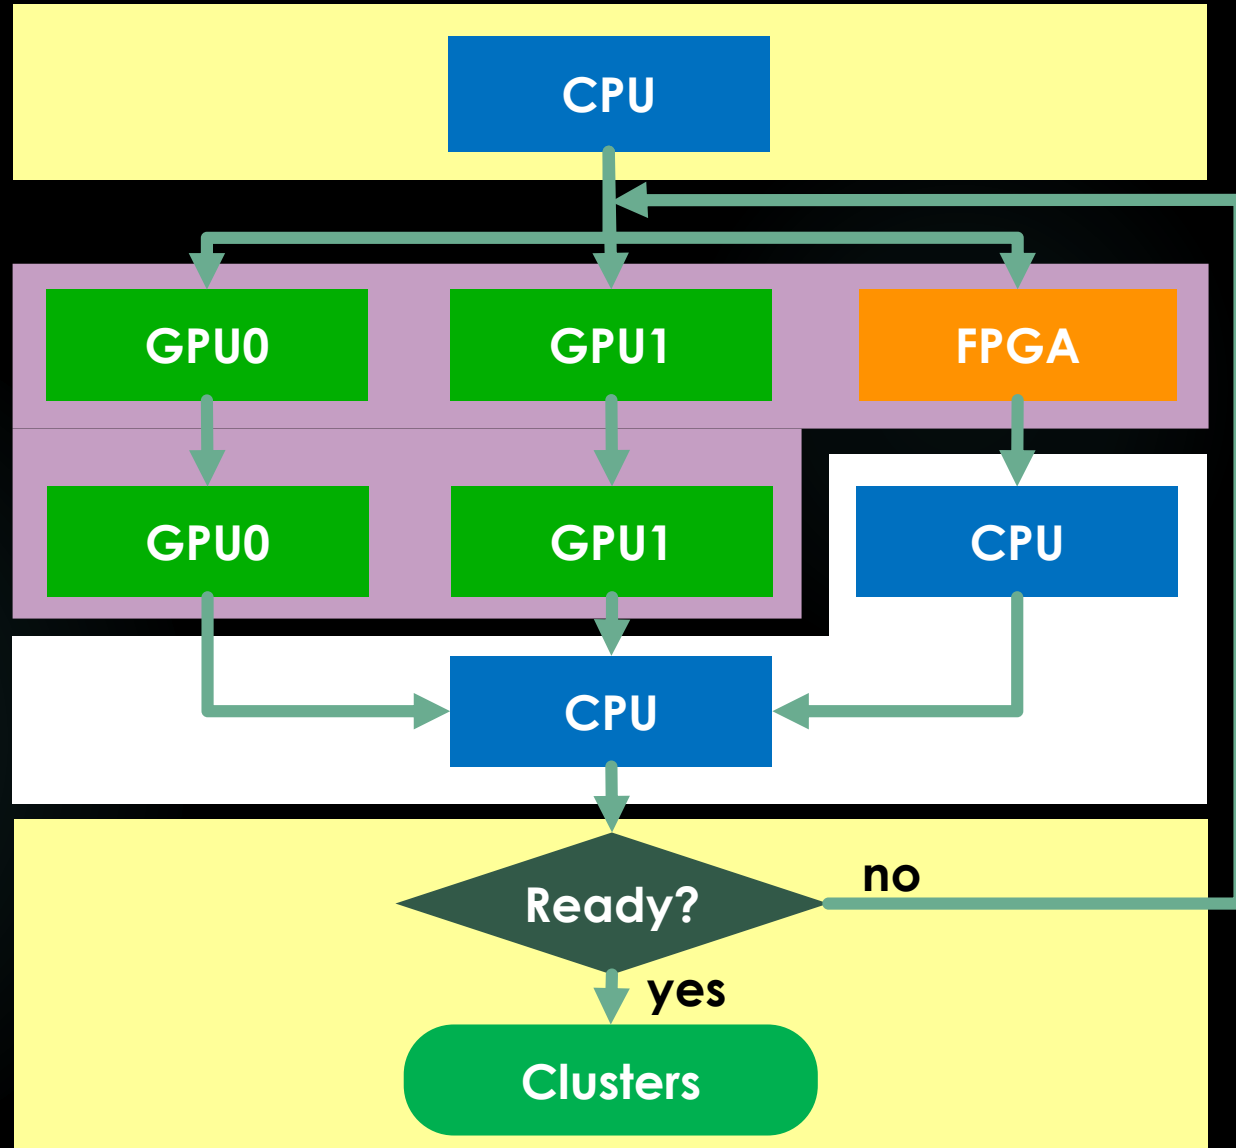 CPU
GPU0
GPU1
FPGA
GPU0
GPU1
CPU
CPU
Ready?
no
yes
Clusters